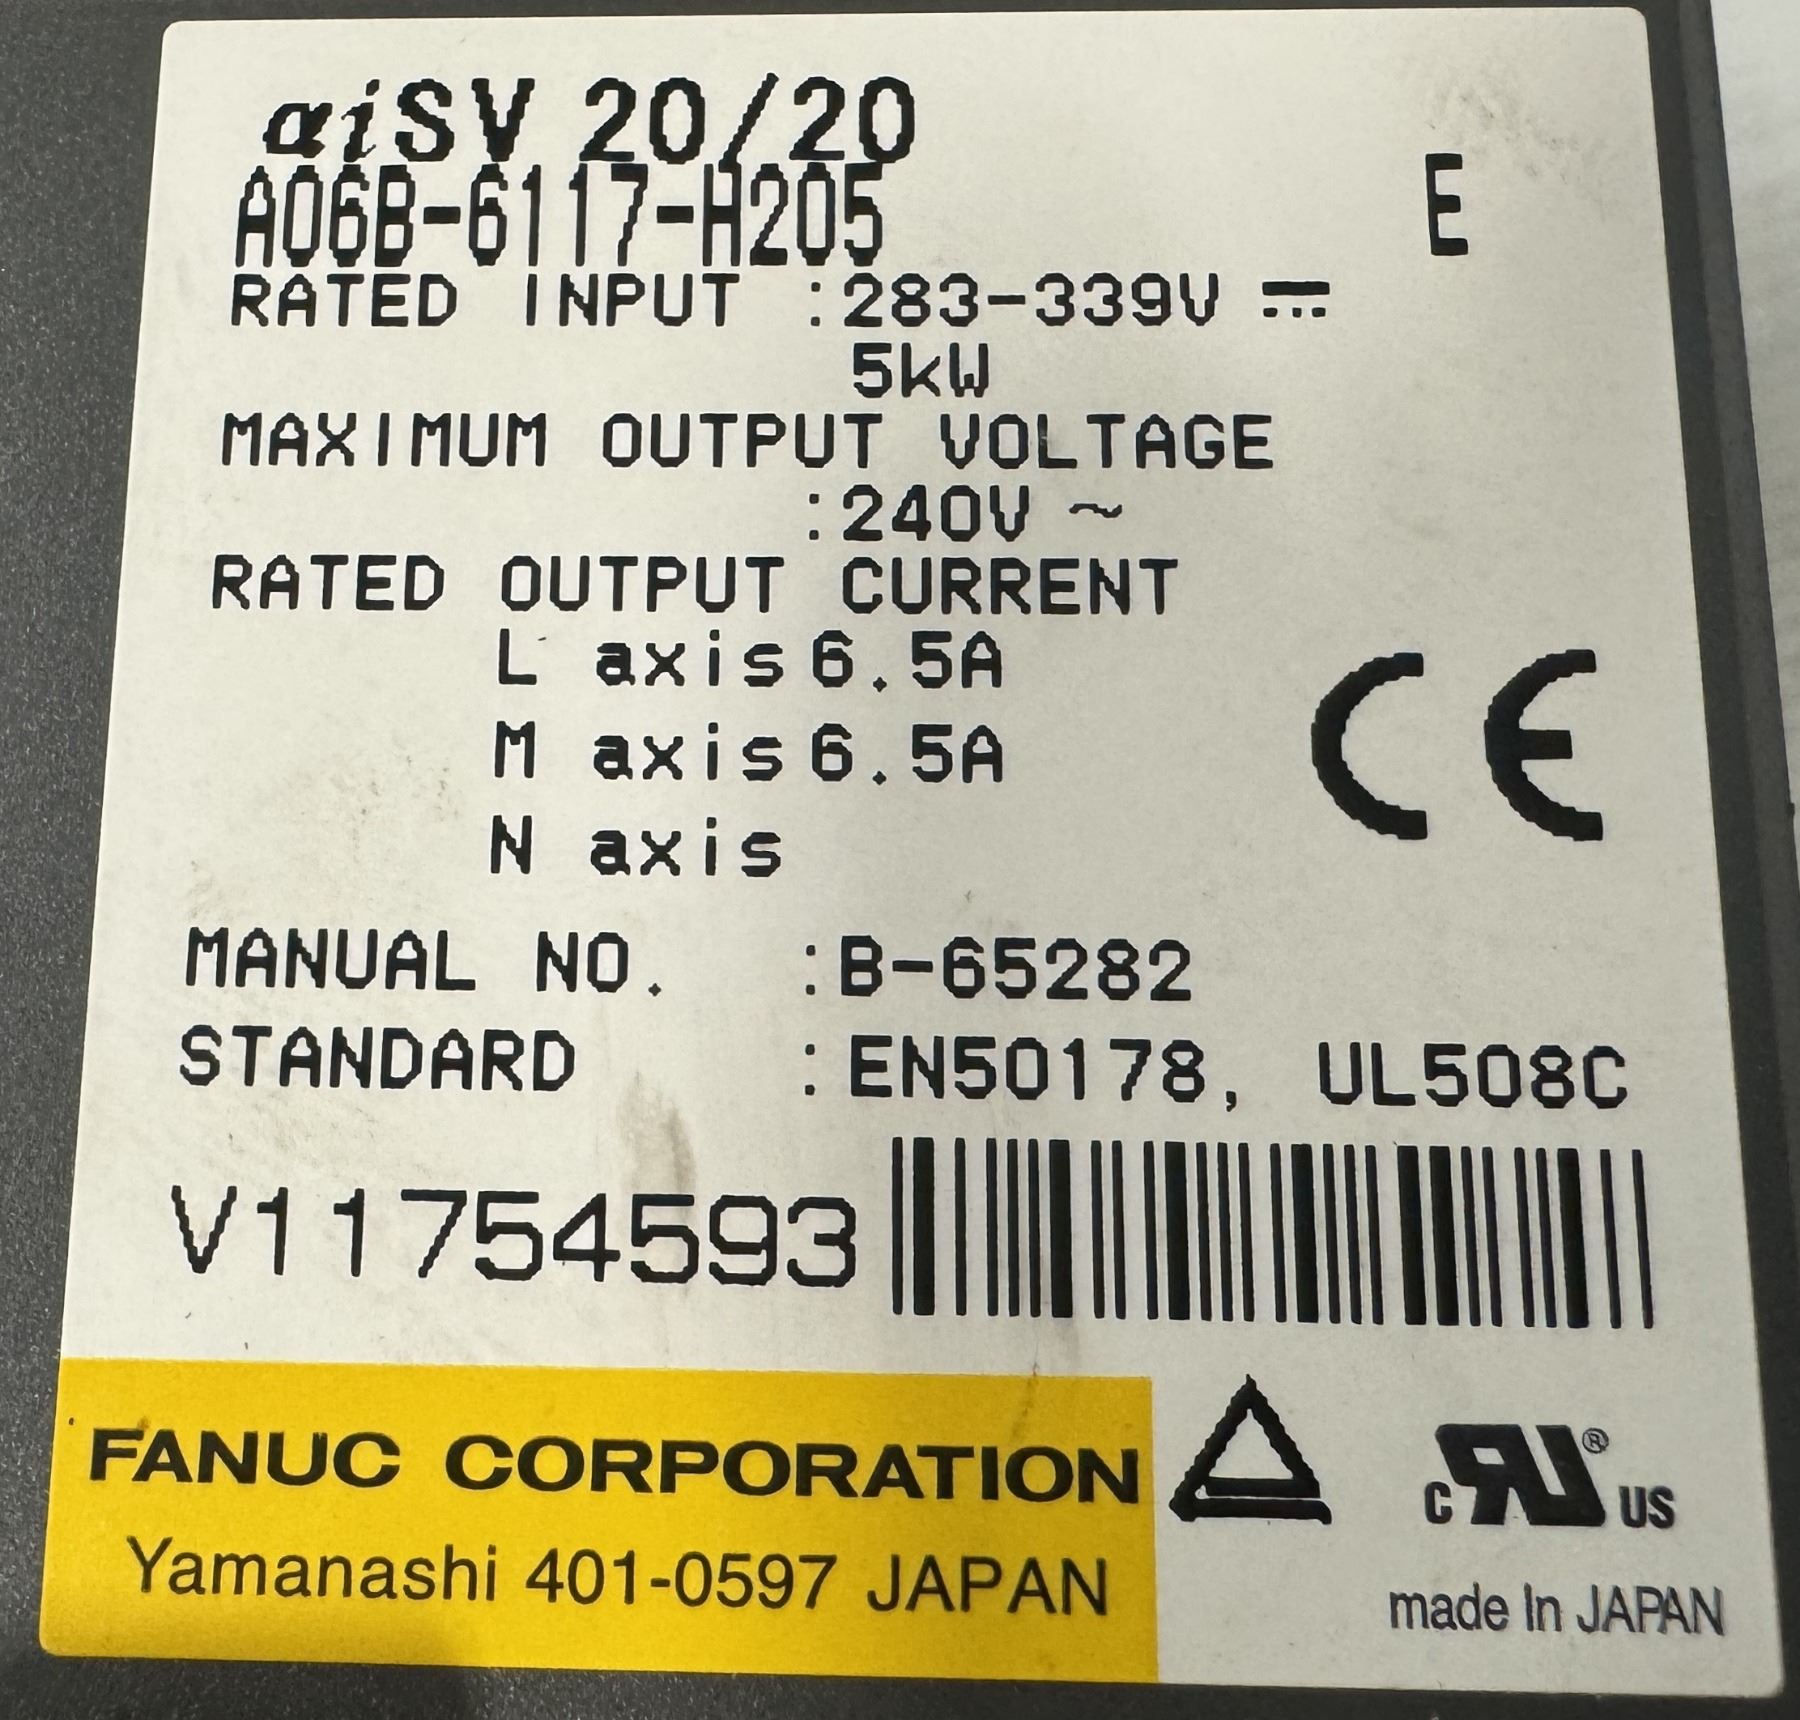 αiSV 20/20
A06B-6117-H205
E
RATED INPUT :283-339V ⎓
5kW
MAXIMUM OUTPUT VOLTAGE
:240V ~
RATED OUTPUT CURRENT
L axis 6.5A
M axis 6.5A
N axis
CE
MANUAL NO. :B-65282
STANDARD :EN50178, UL508C
V11754593
FANUC CORPORATION
Yamanashi 401-0597 JAPAN
c RU ® US
made In JAPAN